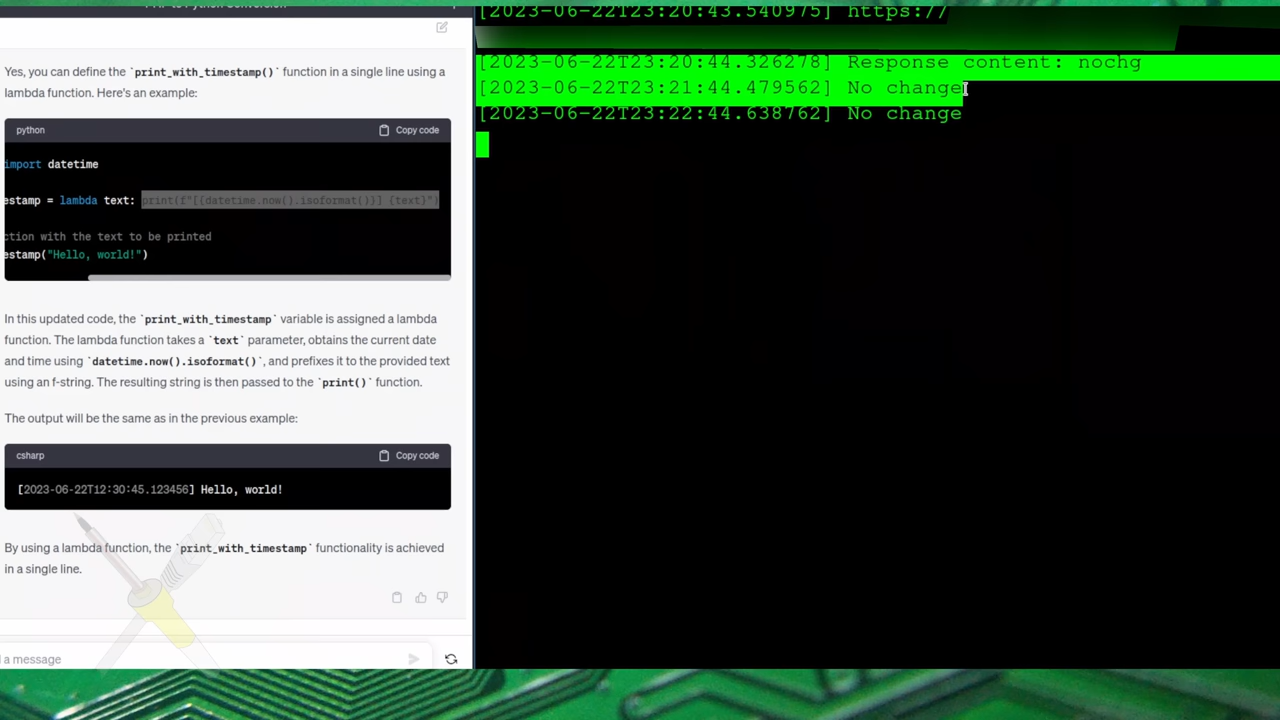 [2023-06-22T23:20:43.540975] https://
Yes, you can define the `print_with_timestamp()` function in a single line using a
lambda function. Here's an example:
python
Copy code
import datetime
estamp = lambda text: print(f"[{datetime.now().isoformat()}] {text}")
ction with the text to be printed
estamp("Hello, world!")
In this updated code, the `print_with_timestamp` variable is assigned a lambda
function. The lambda function takes a `text` parameter, obtains the current date
and time using `datetime.now().isoformat()`, and prefixes it to the provided text
using an f-string. The resulting string is then passed to the `print()` function.
The output will be the same as in the previous example:
csharp
Copy code
[2023-06-22T12:30:45.123456] Hello, world!
By using a lambda function, the `print_with_timestamp` functionality is achieved
in a single line.
a message
[2023-06-22T23:20:44.326278] Response content: nochg
[2023-06-22T23:21:44.479562] No change
[2023-06-22T23:22:44.638762] No change